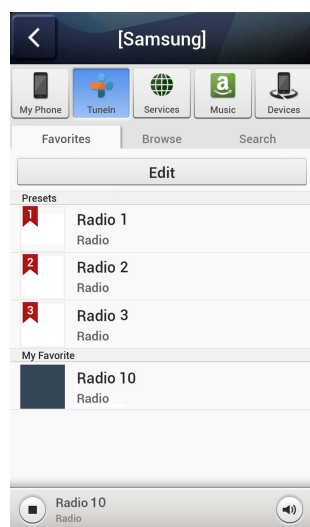 [Samsung]
My Phone
TuneIn
Services
a
Music
Devices
Favorites
Browse
Search
Edit
Presets
1
Radio 1
Radio
2
Radio 2
Radio
3
Radio 3
Radio
My Favorite
Radio 10
Radio
Radio 10
Radio